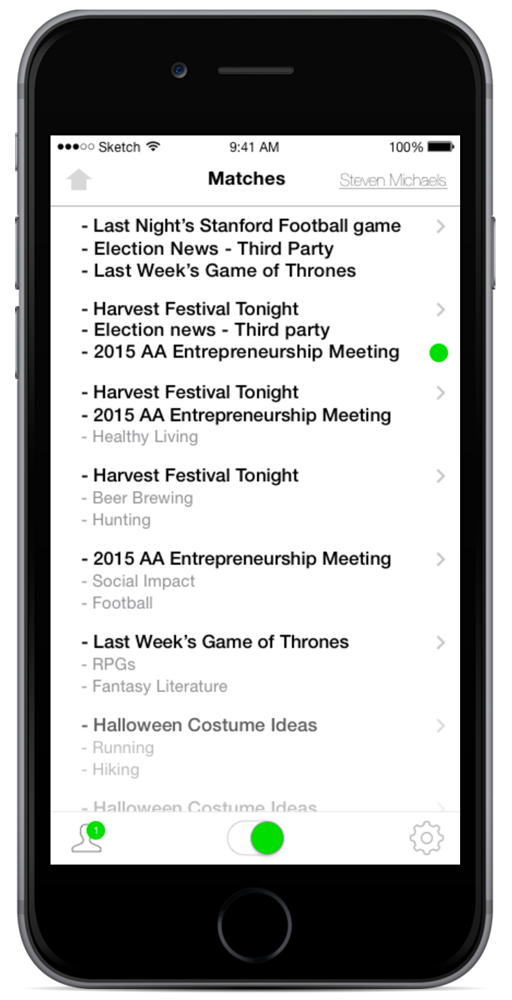 Sketch 9:41 AM 100%
Matches Steven Michaels
- Last Night’s Stanford Football game
- Election News - Third Party
- Last Week’s Game of Thrones
- Harvest Festival Tonight
- Election news - Third party
- 2015 AA Entrepreneurship Meeting
- Harvest Festival Tonight
- 2015 AA Entrepreneurship Meeting
- Healthy Living
- Harvest Festival Tonight
- Beer Brewing
- Hunting
- 2015 AA Entrepreneurship Meeting
- Social Impact
- Football
- Last Week’s Game of Thrones
- RPGs
- Fantasy Literature
- Halloween Costume Ideas
- Running
- Hiking
- Halloween Costume Ideas
1